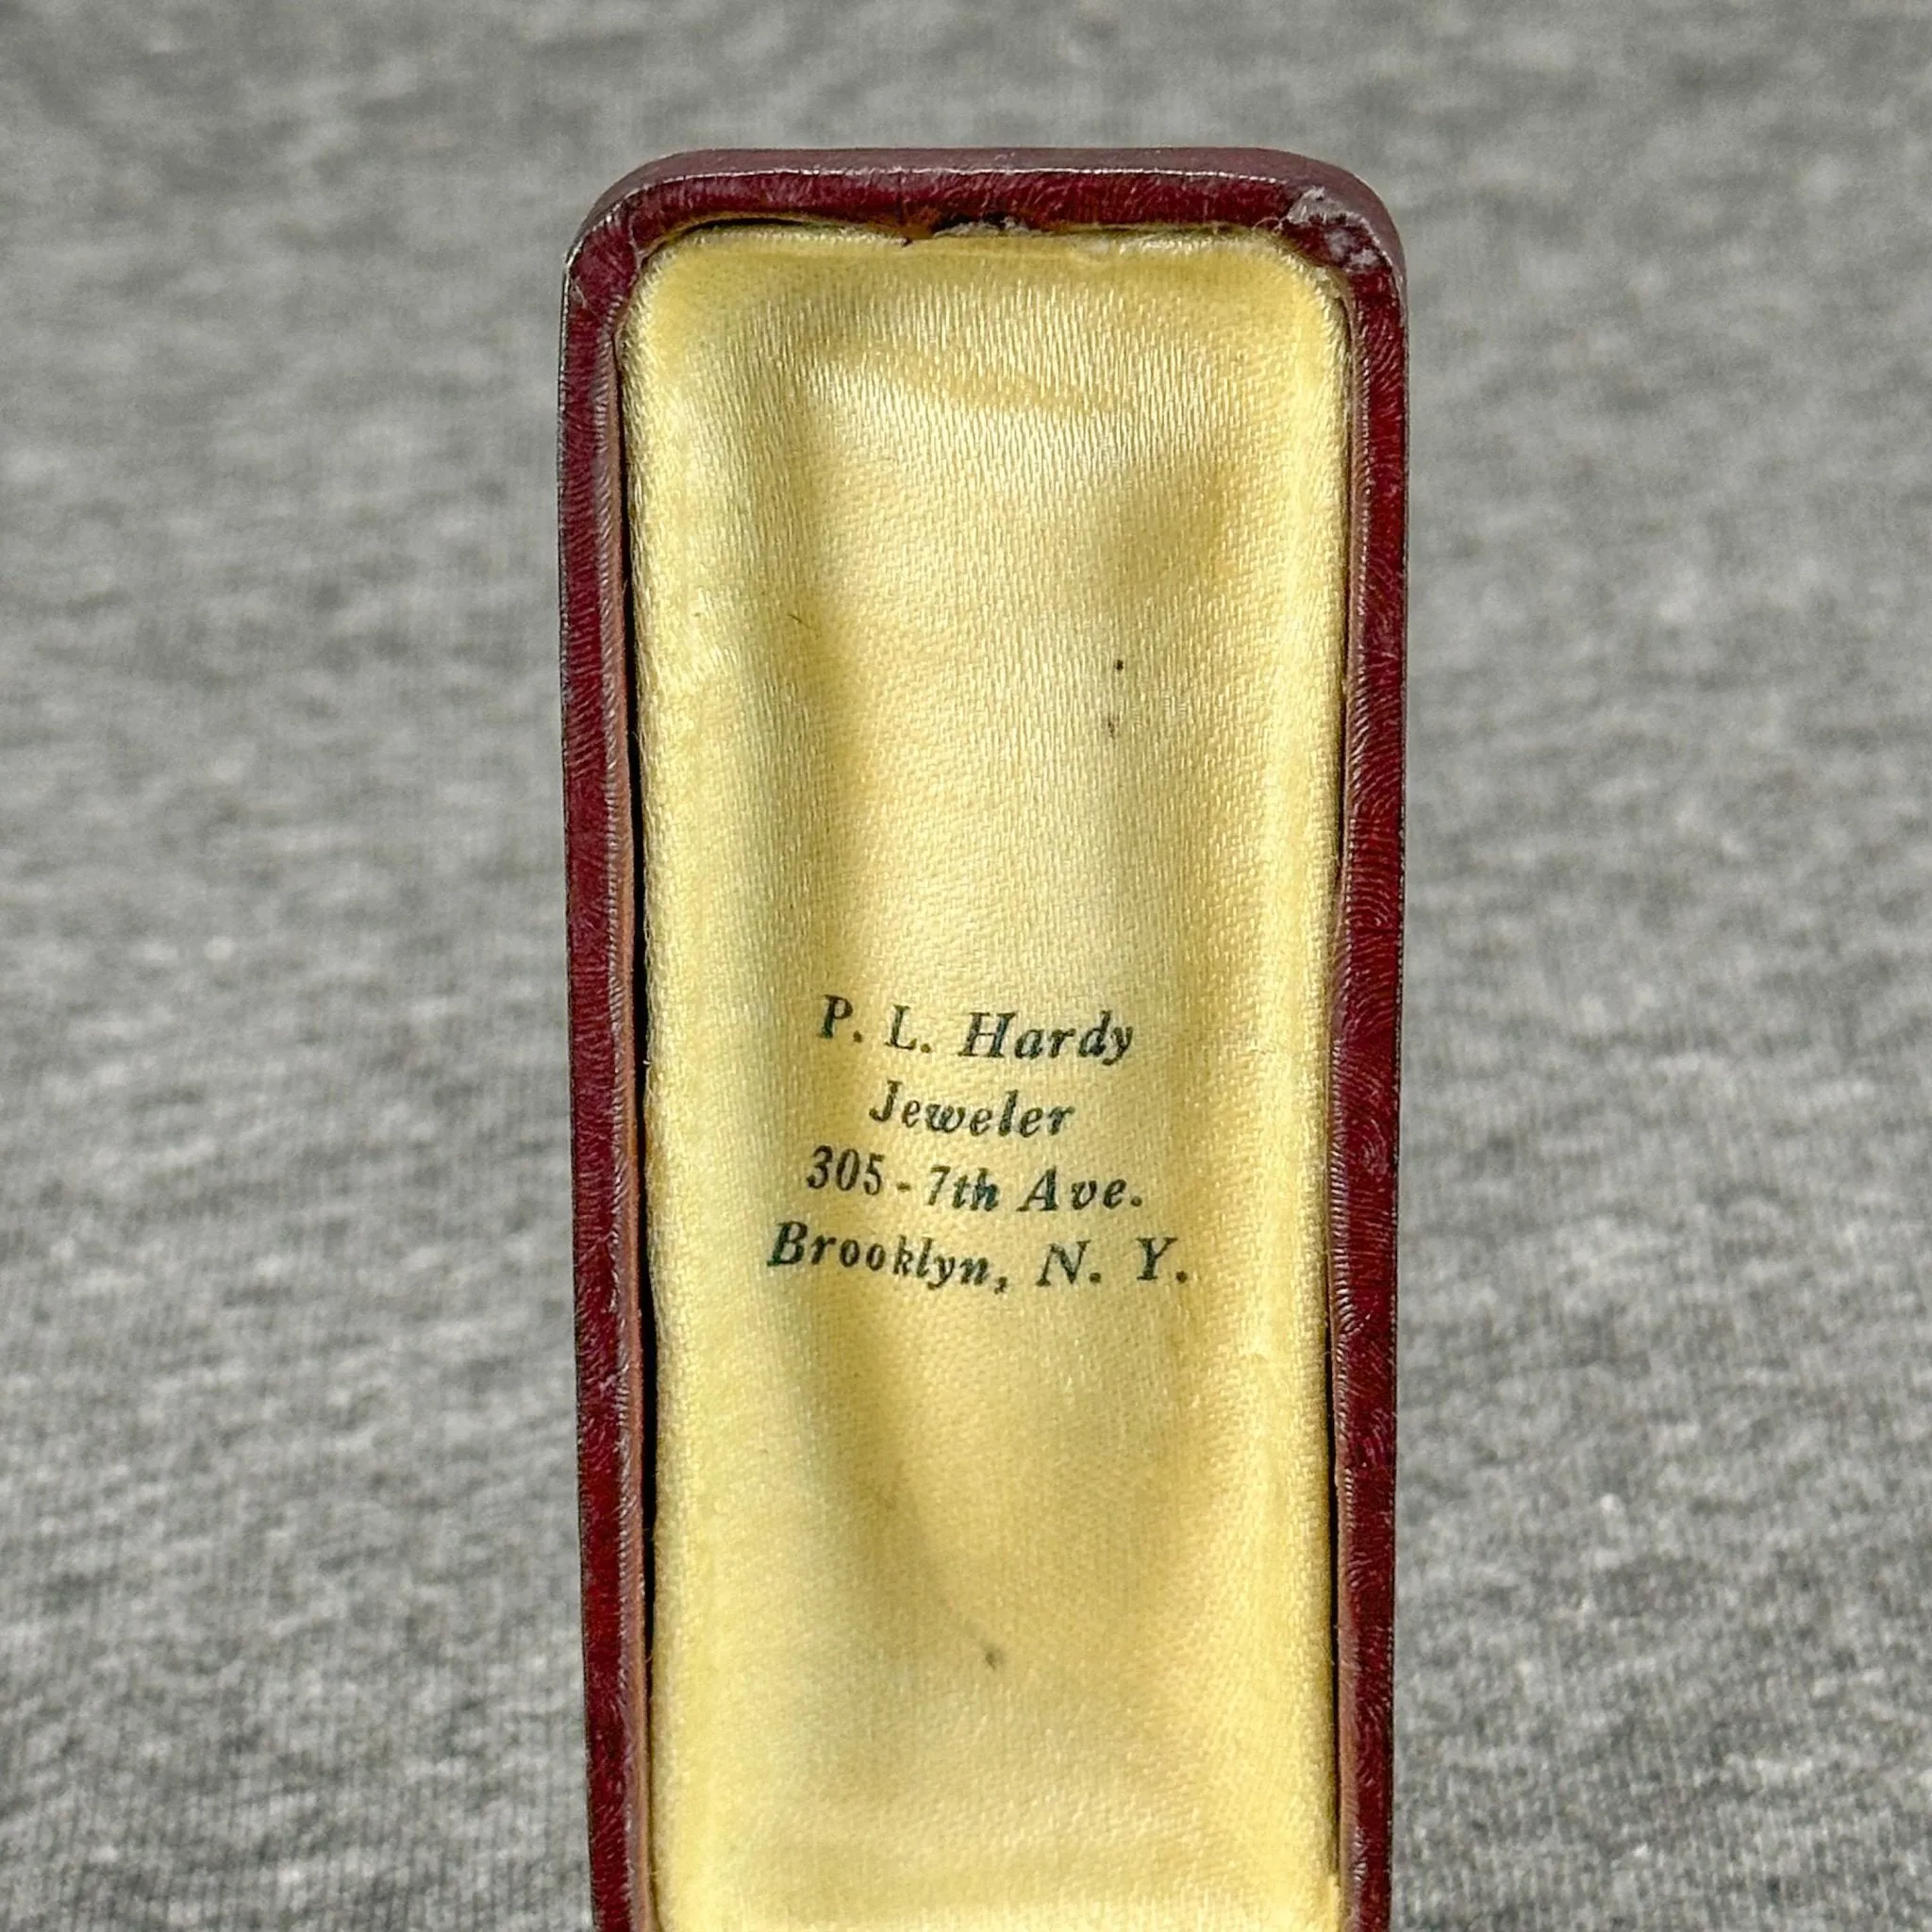 P. L. Hardy
Jeweler
305 - 7th Ave.
Brooklyn, N. Y.